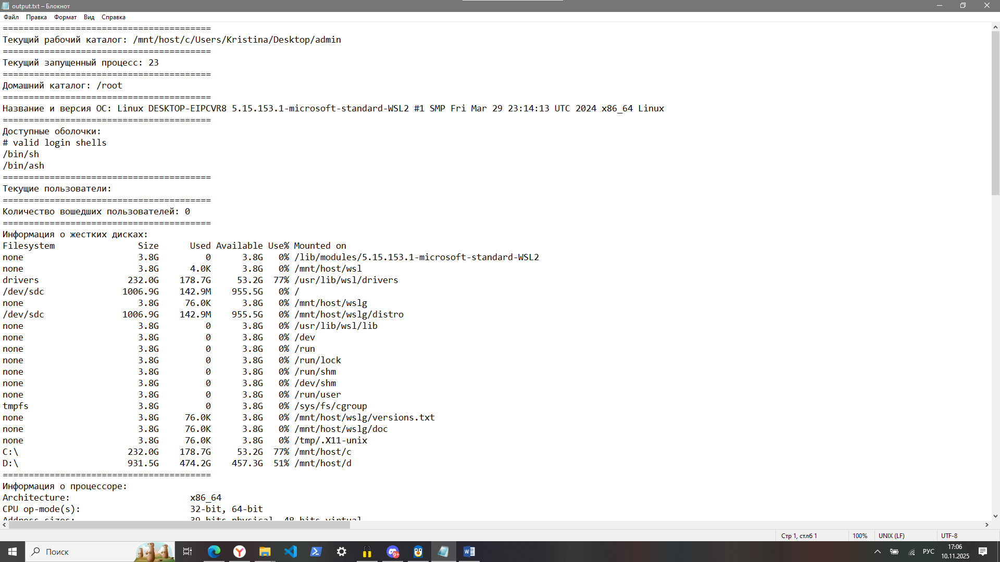 output.txt – Блокнот
Файл Правка Формат Вид Справка
========================================
Текущий рабочий каталог: /mnt/host/c/Users/Kristina/Desktop/admin
========================================
Текущий запущенный процесс: 23
========================================
Домашний каталог: /root
========================================
Название и версия ОС: Linux DESKTOP-EIPCVR8 5.15.153.1-microsoft-standard-WSL2 #1 SMP Fri Mar 29 23:14:13 UTC 2024 x86_64 Linux
========================================
Доступные оболочки:
# valid login shells
/bin/sh
/bin/ash
========================================
Текущие пользователи:
========================================
Количество вошедших пользователей: 0
========================================
Информация о жестких дисках:
Filesystem                Size      Used Available Use% Mounted on
none                      3.8G         0      3.8G   0% /lib/modules/5.15.153.1-microsoft-standard-WSL2
none                      3.8G      4.0K      3.8G   0% /mnt/host/wsl
drivers                 232.0G    178.7G     53.2G  77% /usr/lib/wsl/drivers
/dev/sdc               1006.9G    142.9M    955.5G   0% /
none                      3.8G     76.0K      3.8G   0% /mnt/host/wslg
/dev/sdc               1006.9G    142.9M    955.5G   0% /mnt/host/wslg/distro
none                      3.8G         0      3.8G   0% /usr/lib/wsl/lib
none                      3.8G         0      3.8G   0% /dev
none                      3.8G         0      3.8G   0% /run
none                      3.8G         0      3.8G   0% /run/lock
none                      3.8G         0      3.8G   0% /run/shm
none                      3.8G         0      3.8G   0% /dev/shm
none                      3.8G         0      3.8G   0% /run/user
tmpfs                     3.8G         0      3.8G   0% /sys/fs/cgroup
none                      3.8G     76.0K      3.8G   0% /mnt/host/wslg/versions.txt
none                      3.8G     76.0K      3.8G   0% /mnt/host/wslg/doc
none                      3.8G     76.0K      3.8G   0% /tmp/.X11-unix
C:\                     232.0G    178.7G     53.2G  77% /mnt/host/c
D:\                     931.5G    474.2G    457.3G  51% /mnt/host/d
========================================
Информация о процессоре:
Architecture:                       x86_64
CPU op-mode(s):                     32-bit, 64-bit
Address sizes:                      39 bits physical, 48 bits virtual
Стр 1, стлб 1 100% UNIX (LF) UTF-8
Поиск
9+
РУС
17:06
10.11.2025